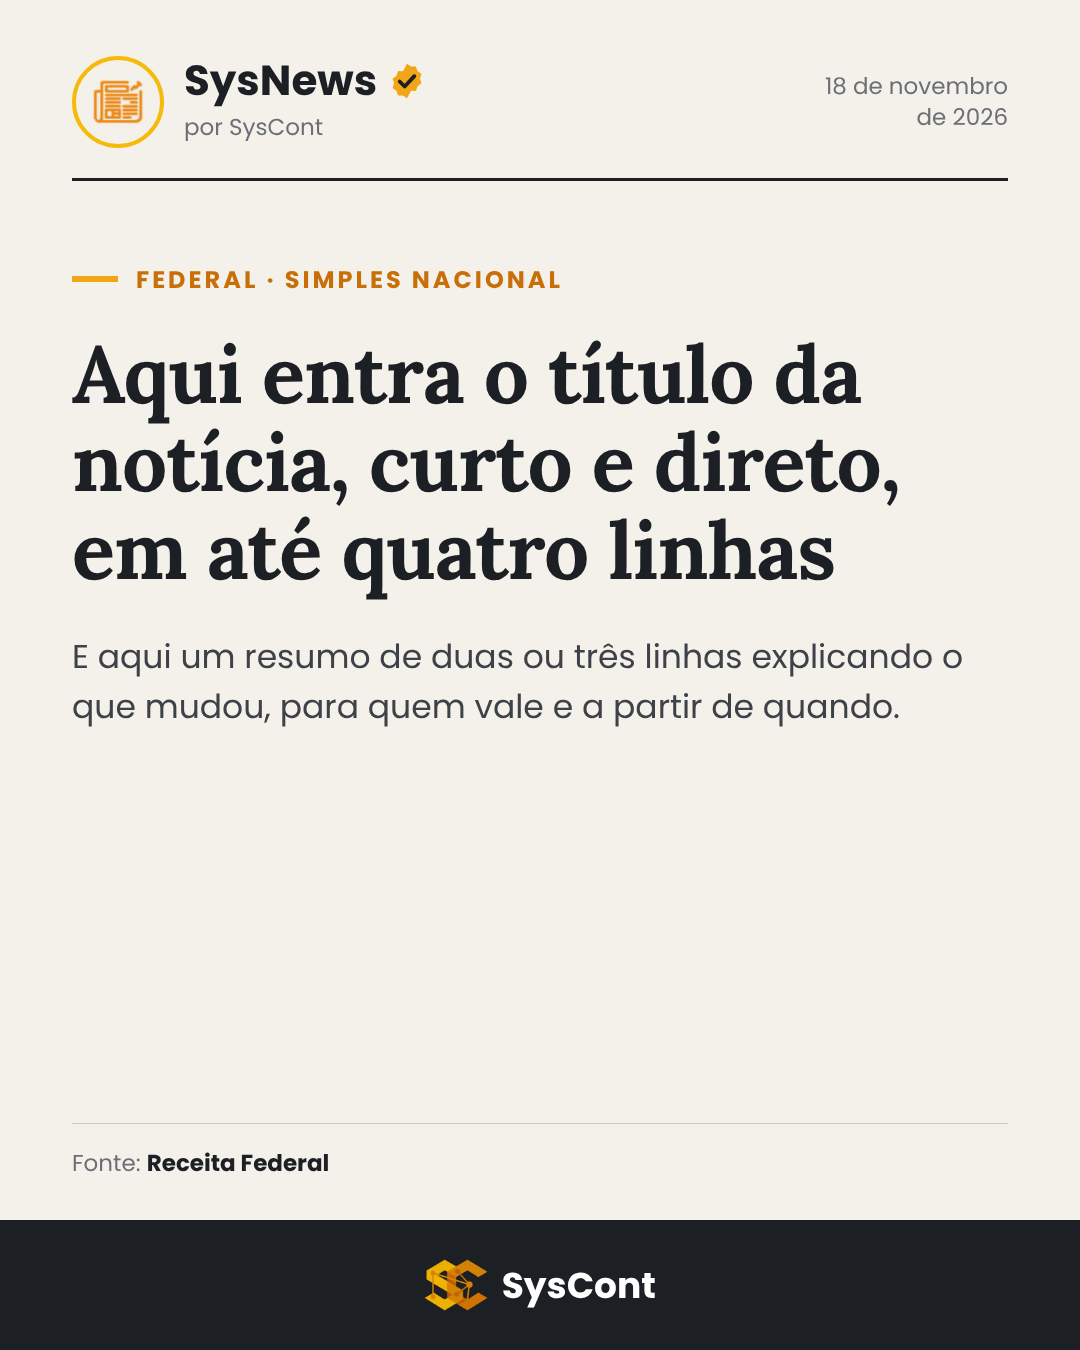 SysNews
por SysCont
18 de novembro
de 2026
FEDERAL · SIMPLES NACIONAL
Aqui entra o título da
notícia, curto e direto,
em até quatro linhas
E aqui um resumo de duas ou três linhas explicando o
que mudou, para quem vale e a partir de quando.
Fonte: Receita Federal
SysCont